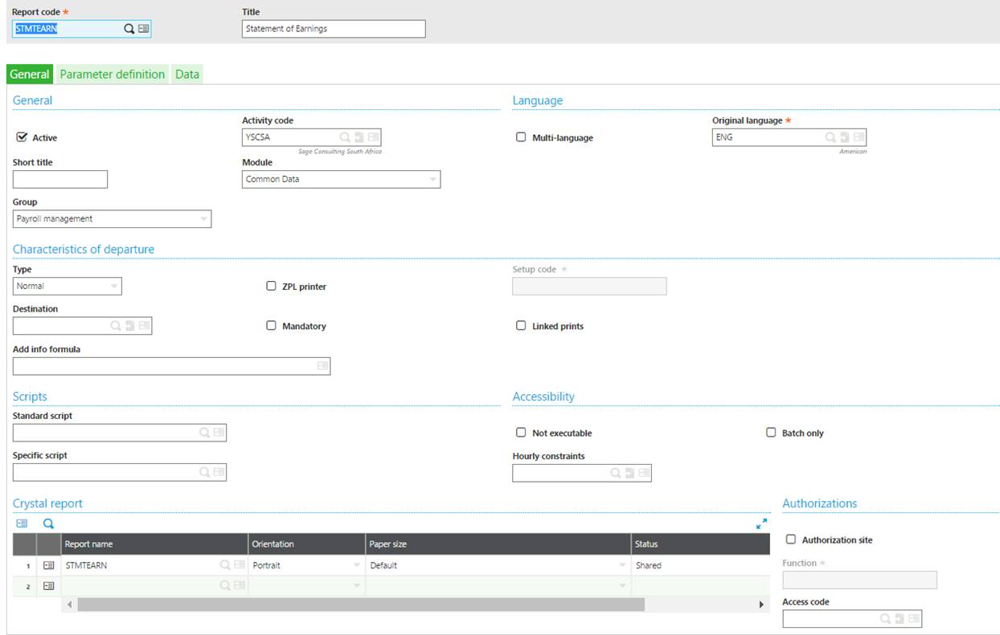 Report code * Title
STMTEARN Statement of Earnings
General Parameter definition Data
General Language
Activity code Original language *
Active YSCSA Multi-language ENG
Sage Consulting South Africa American
Short title Module
Common Data
Group
Payroll management
Characteristics of departure
Type Setup code *
Normal ZPL printer
Destination
Mandatory Linked prints
Add info formula
Scripts Accessibility
Standard script
Not executable Batch only
Specific script Hourly constraints
Crystal report Authorizations
Report name Orientation Paper size Status Authorization site
1 STMTEARN Portrait Default Shared Function *
2
Access code